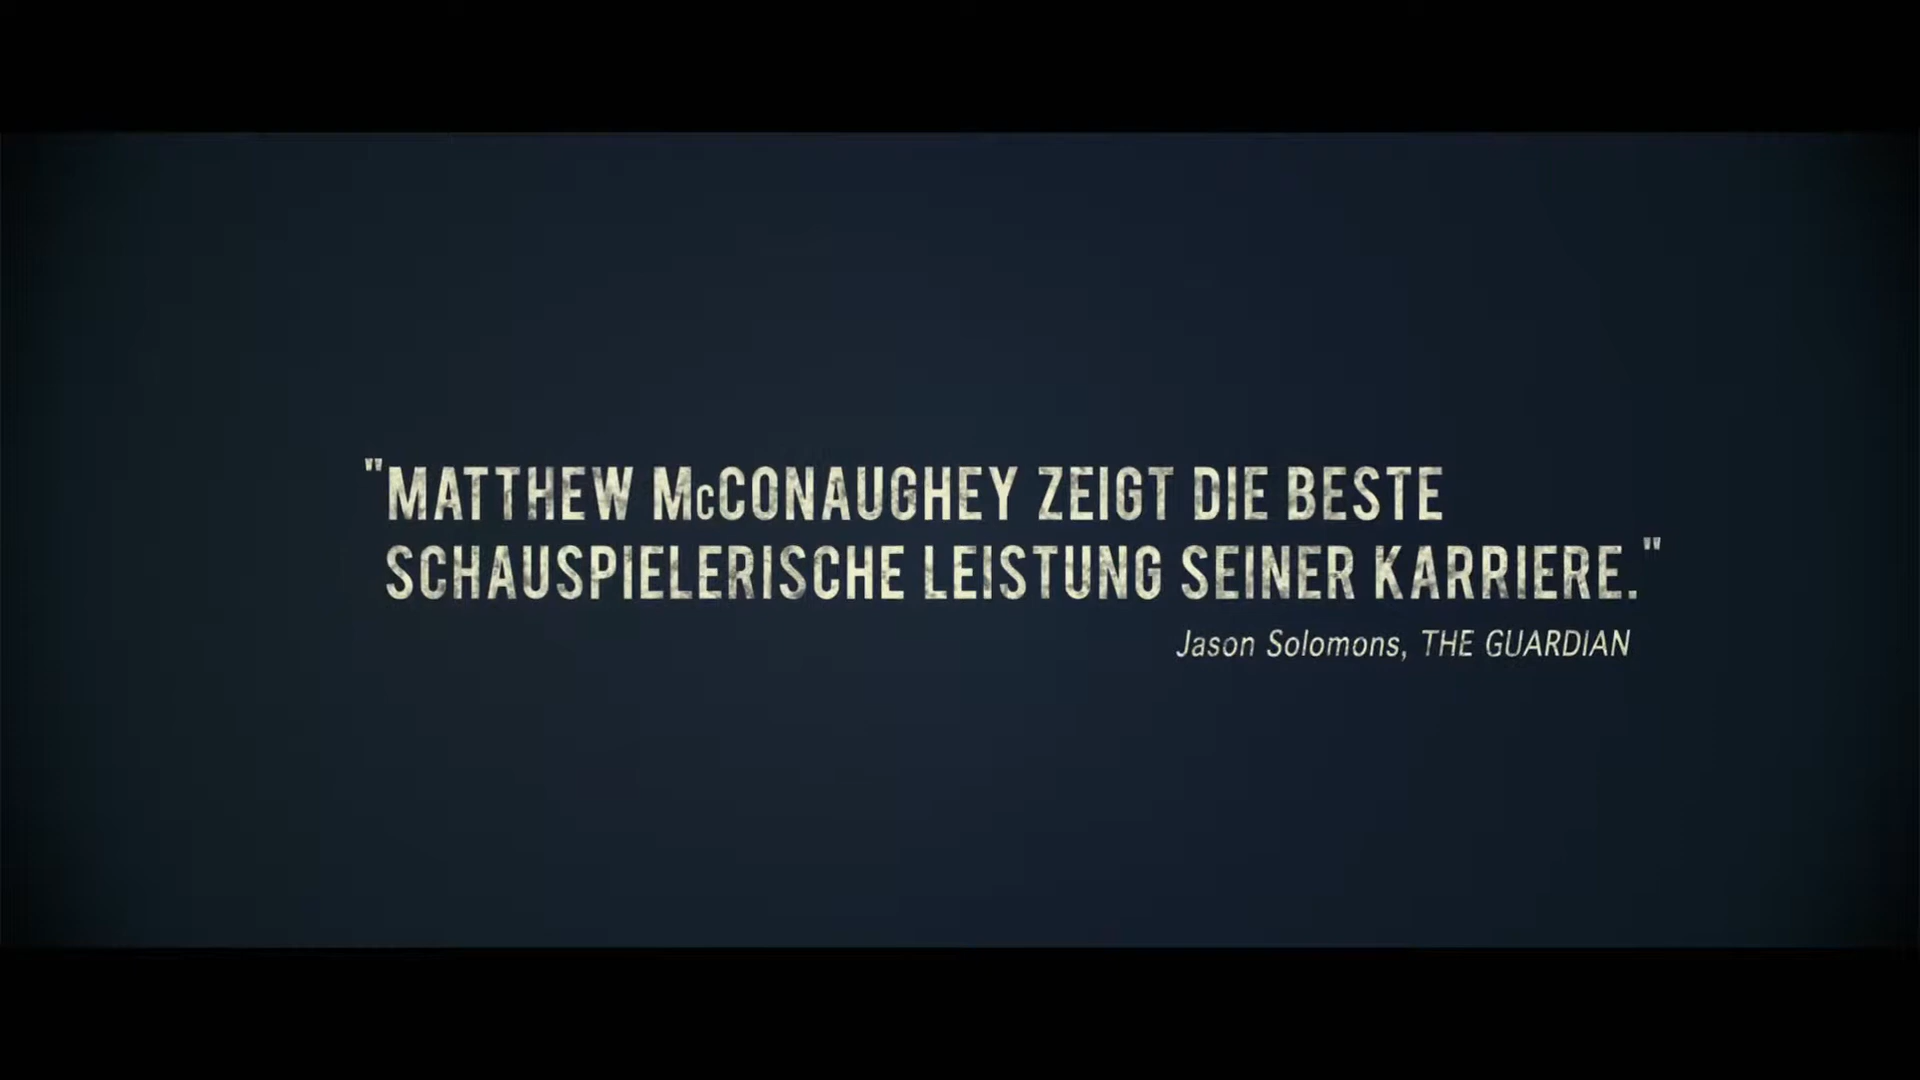 "MATTHEW McCONAUGHEY ZEIGT DIE BESTE
SCHAUSPIELERISCHE LEISTUNG SEINER KARRIERE."
Jason Solomons, THE GUARDIAN